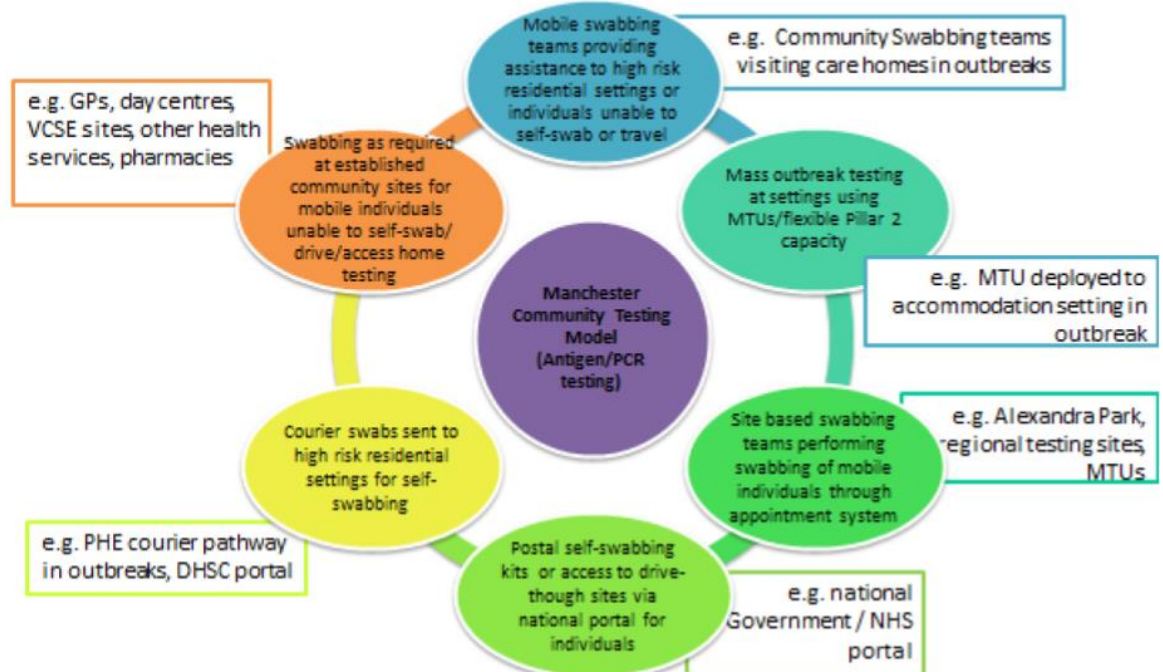 Mobile swabbing
teams providing
assistance to high risk
residential settings or
individuals unable to
self-swab or travel
e.g. Community Swabbing teams
visiting care homes in outbreaks
Mass outbreak testing
at settings using
MTUs/flexible Pillar 2
capacity
e.g. MTU deployed to
accommodation setting in
outbreak
Site based swabbing
teams performing
swabbing of mobile
individuals through
appointment system
e.g. Alexandra Park,
regional testing sites,
MTUs
Postal self-swabbing
kits or access to drive-
though sites via
national portal for
individuals
e.g. national
Government / NHS
portal
Courier swabs sent to
high risk residential
settings for self-
swabbing
e.g. PHE courier pathway
in outbreaks, DHSC portal
Swabbing as required
at established
community sites for
mobile individuals
unable to self-swab/
drive/access home
testing
e.g. GPs, day centres,
VCSE sites, other health
services, pharmacies
Manchester
Community Testing
Model
(Antigen/PCR
testing)